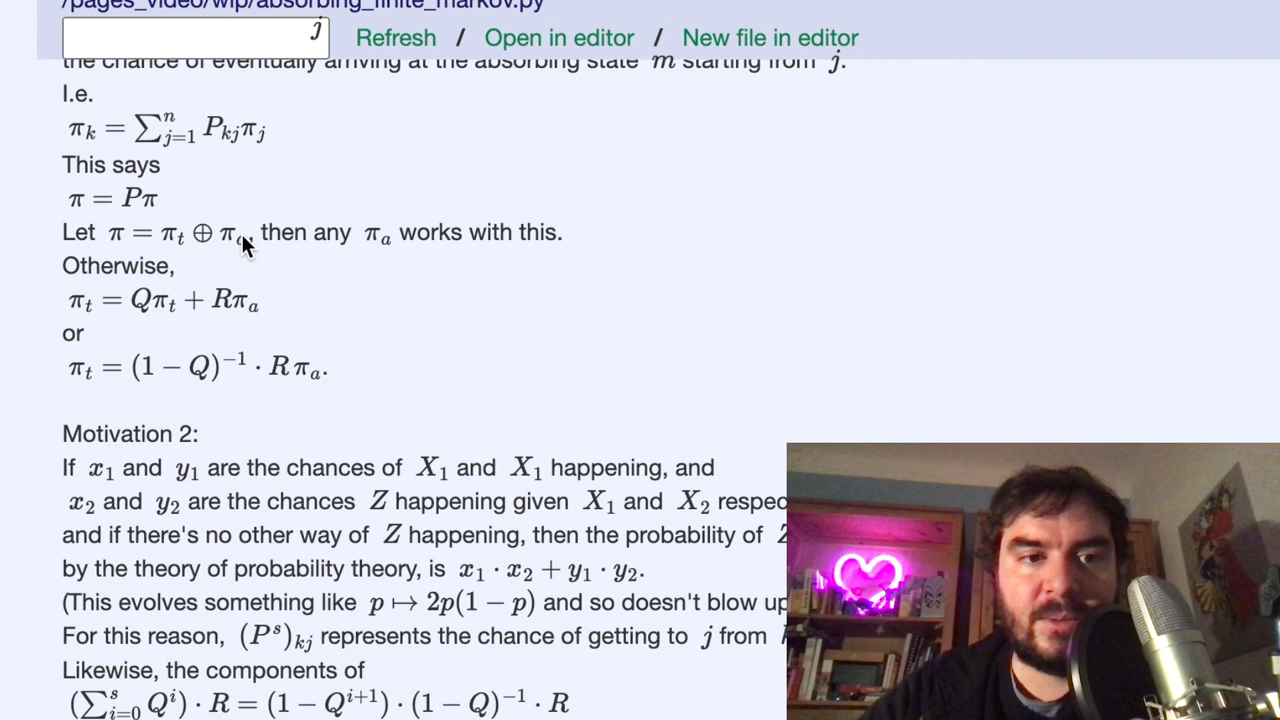 /pages_video/wip/absorbing_finite_markov.py
j
Refresh / Open in editor / New file in editor
the chance of eventually arriving at the absorbing state m starting from j.
I.e.
π_k = ∑_{j=1}^n P_{kj} π_j
This says
π = Pπ
Let π = π_t ⊕ π_a, then any π_a works with this.
Otherwise,
π_t = Qπ_t + Rπ_a
or
π_t = (1 − Q)^{−1} · R π_a.
Motivation 2:
If x_1 and y_1 are the chances of X_1 and X_1 happening, and
x_2 and y_2 are the chances Z happening given X_1 and X_2 respec
and if there's no other way of Z happening, then the probability of
by the theory of probability theory, is x_1 · x_2 + y_1 · y_2.
(This evolves something like p ↦ 2p(1 − p) and so doesn't blow up
For this reason, (P^s)_{kj} represents the chance of getting to j from
Likewise, the components of
(∑_{i=0}^s Q^i) · R = (1 − Q^{i+1}) · (1 − Q)^{−1} · R